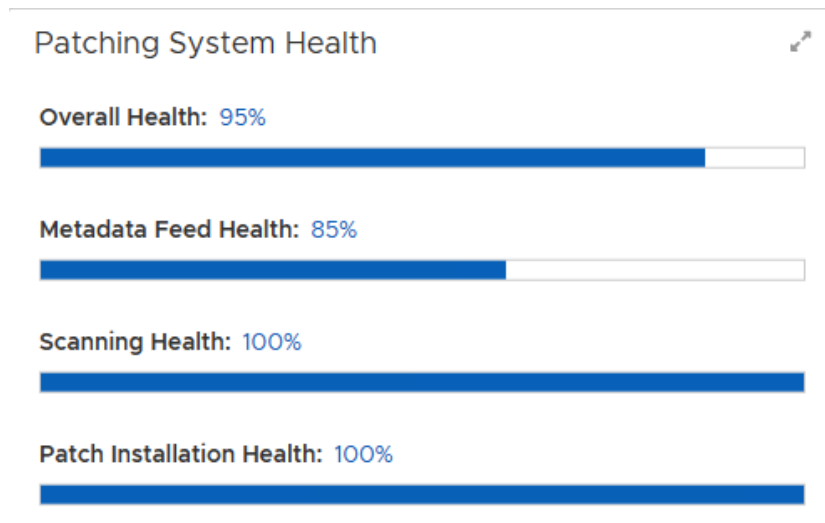 Patching System Health
Overall Health: 95%
Metadata Feed Health: 85%
Scanning Health: 100%
Patch Installation Health: 100%